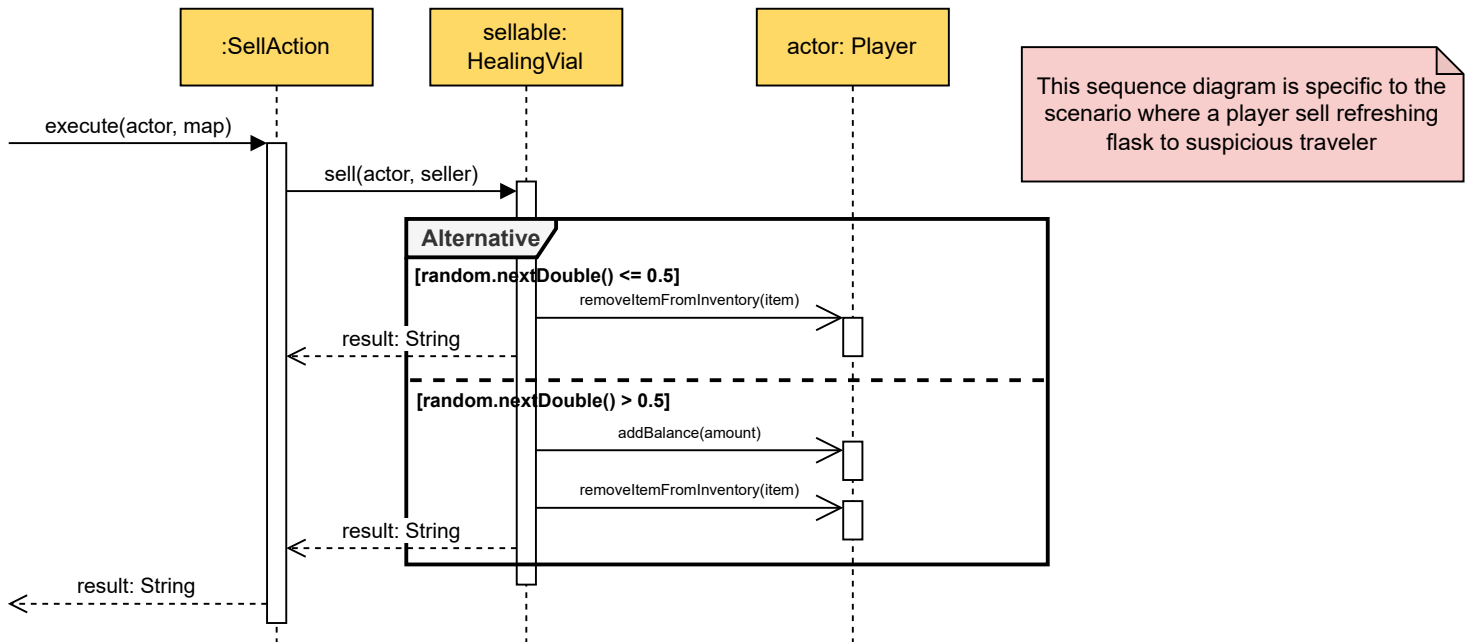 :SellAction
sellable:
HealingVial
actor: Player
This sequence diagram is specific to the
scenario where a player sell refreshing
flask to suspicious traveler
execute(actor, map)
sell(actor, seller)
Alternative
[random.nextDouble() <= 0.5]
removeItemFromInventory(item)
result: String
[random.nextDouble() > 0.5]
addBalance(amount)
removeItemFromInventory(item)
result: String
result: String